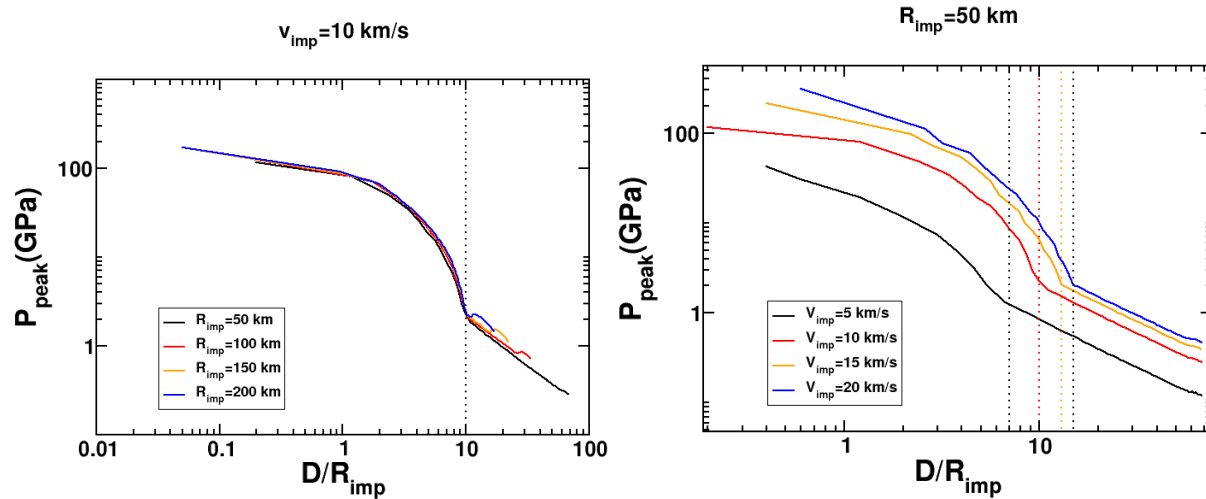 v_imp=10 km/s
P_peak(GPa)
100
1
R_imp=50 km
R_imp=100 km
R_imp=150 km
R_imp=200 km
0.01
0.1
1
10
100
D/R_imp
R_imp=50 km
P_peak(GPa)
100
1
V_imp=5 km/s
V_imp=10 km/s
V_imp=15 km/s
V_imp=20 km/s
1
10
D/R_imp